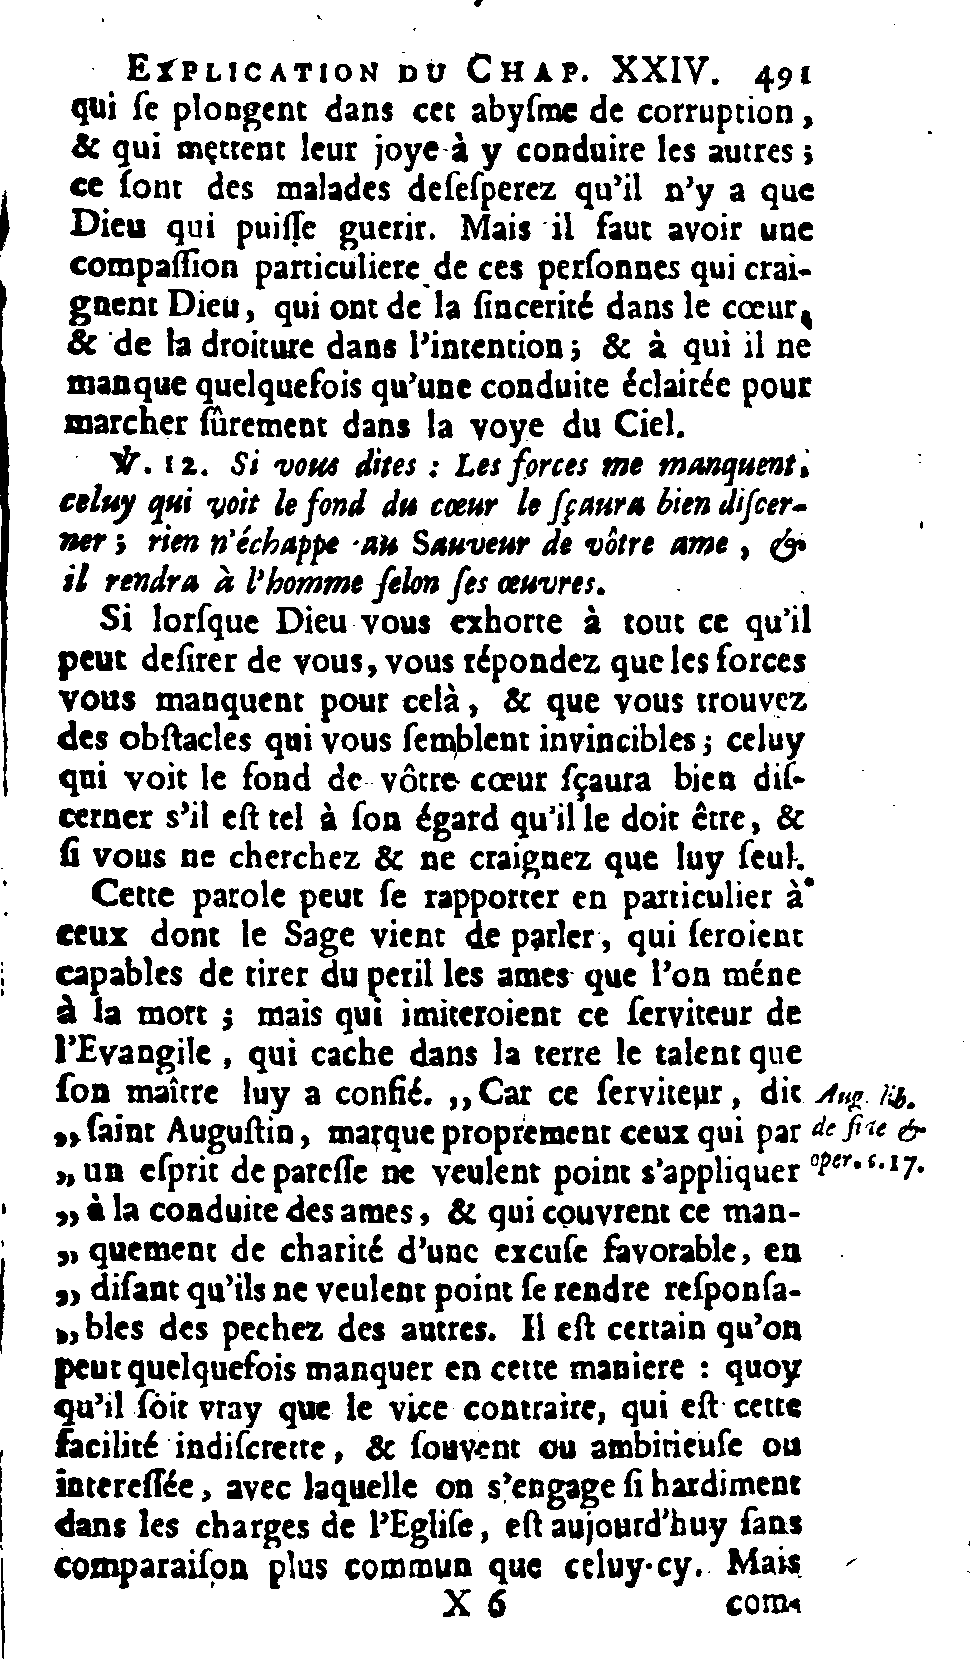 EXPLICATION DU CHAP. XXIV. 491
qui ſe plongent dans cet abyſme de corruption,
& qui mettent leur joye à y conduire les autres;
ce ſont des malades deſeſperez qu'il n'y a que
Dieu qui puiſſe guerir. Mais il faut avoir une
compaſſion particuliere de ces perſonnes qui crai-
gnent Dieu, qui ont de la ſincerité dans le cœur,
& de la droiture dans l'intention; & à qui il ne
manque quelquefois qu'une conduite éclairée pour
marcher ſûrement dans la voye du Ciel.
℣. 12. Si vous dites : Les forces me manquent;
celuy qui voit le fond du cœur le ſçaura bien diſcer-
ner; rien n'échappe au Sauveur de vôtre ame, &
il rendra à l'homme ſelon ſes œuvres.
Si lorſque Dieu vous exhorte à tout ce qu'il
peut deſirer de vous, vous répondez que les forces
vous manquent pour celà, & que vous trouvez
des obſtacles qui vous ſemblent invincibles; celuy
qui voit le fond de vôtre cœur ſçaura bien diſ-
cerner s'il eſt tel à ſon égard qu'il le doit être, &
ſi vous ne cherchez & ne craignez que luy ſeul.
Cette parole peut ſe rapporter en particulier à
ceux dont le Sage vient de parler, qui ſeroient
capables de tirer du peril les ames que l'on méne
à la mort ; mais qui imiteroient ce ſerviteur de
l'Evangile, qui cache dans la terre le talent que
ſon maître luy a confié. ,,Car ce ſerviteur, dit
,,ſaint Auguſtin, marque proprement ceux qui par
,,un eſprit de pareſſe ne veulent point s'appliquer
,,à la conduite des ames, & qui couvrent ce man-
,,quement de charité d'une excuſe favorable, en
,,diſant qu'ils ne veulent point ſe rendre reſponſa-
,,bles des pechez des autres. Il eſt certain qu'on
peut quelquefois manquer en cette maniere : quoy
qu'il ſoit vray que le vice contraire, qui eſt cette
facilité indiſcrette, & ſouvent ou ambitieuſe ou
intereſſée, avec laquelle on s'engage ſi hardiment
dans les charges de l'Egliſe, eſt aujourd'huy ſans
comparaiſon plus commun que celuy-cy. Mais
X 6 com-
Aug. lib.
de fide &
oper. c. 17.